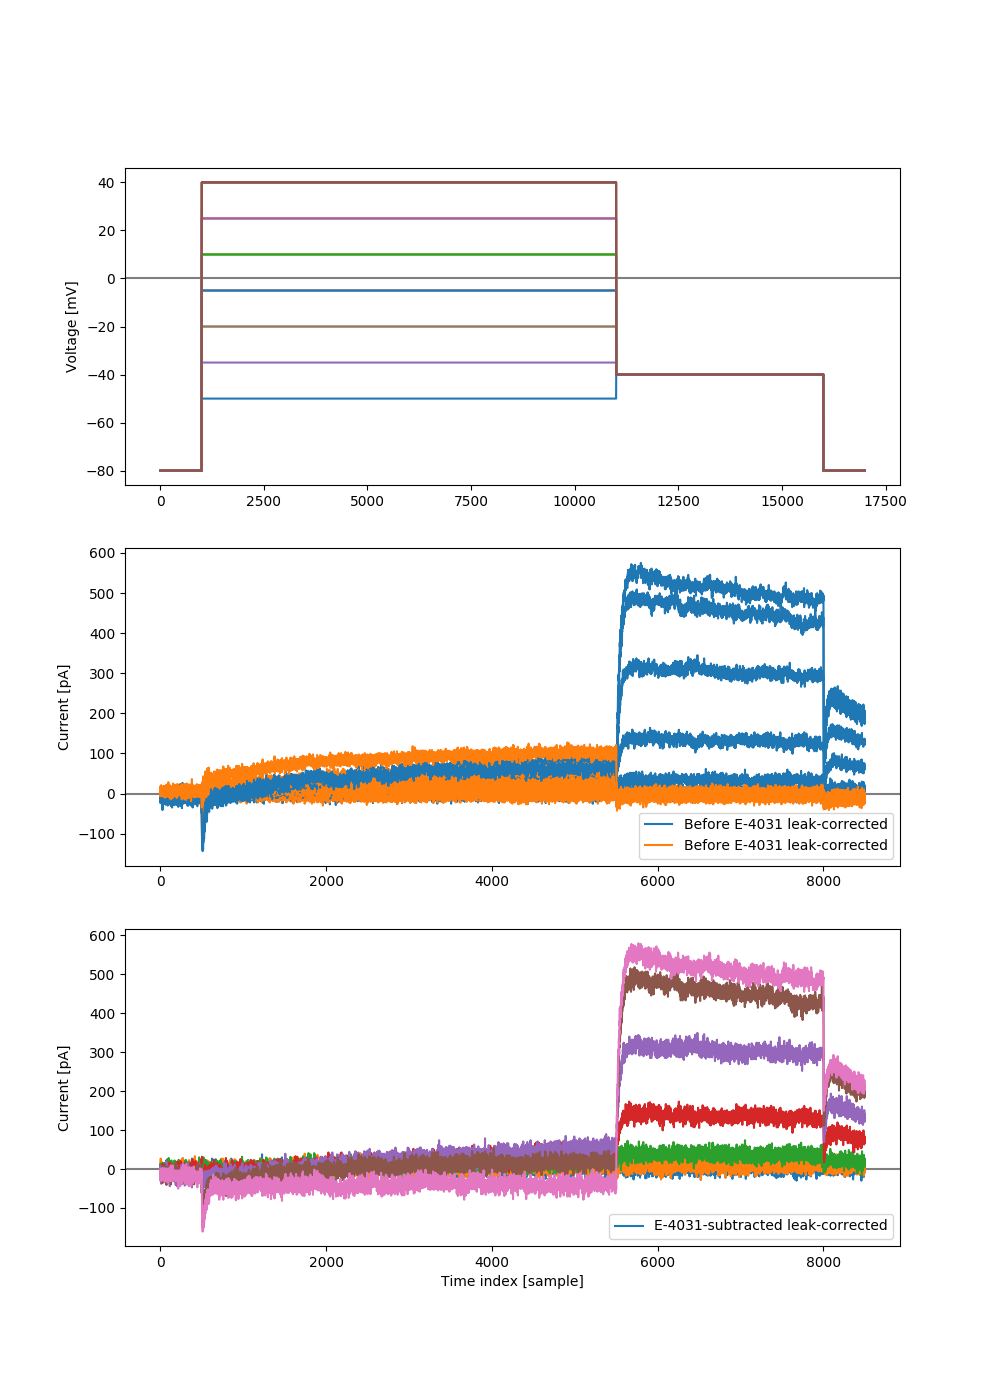 40
20
0
−20
−40
−60
−80
Voltage [mV]
0 2500 5000 7500 10000 12500 15000 17500
600
500
400
300
200
100
0
−100
Current [pA]
Before E-4031 leak-corrected
Before E-4031 leak-corrected
0 2000 4000 6000 8000
600
500
400
300
200
100
0
−100
Current [pA]
E-4031-subtracted leak-corrected
0 2000 4000 6000 8000
Time index [sample]